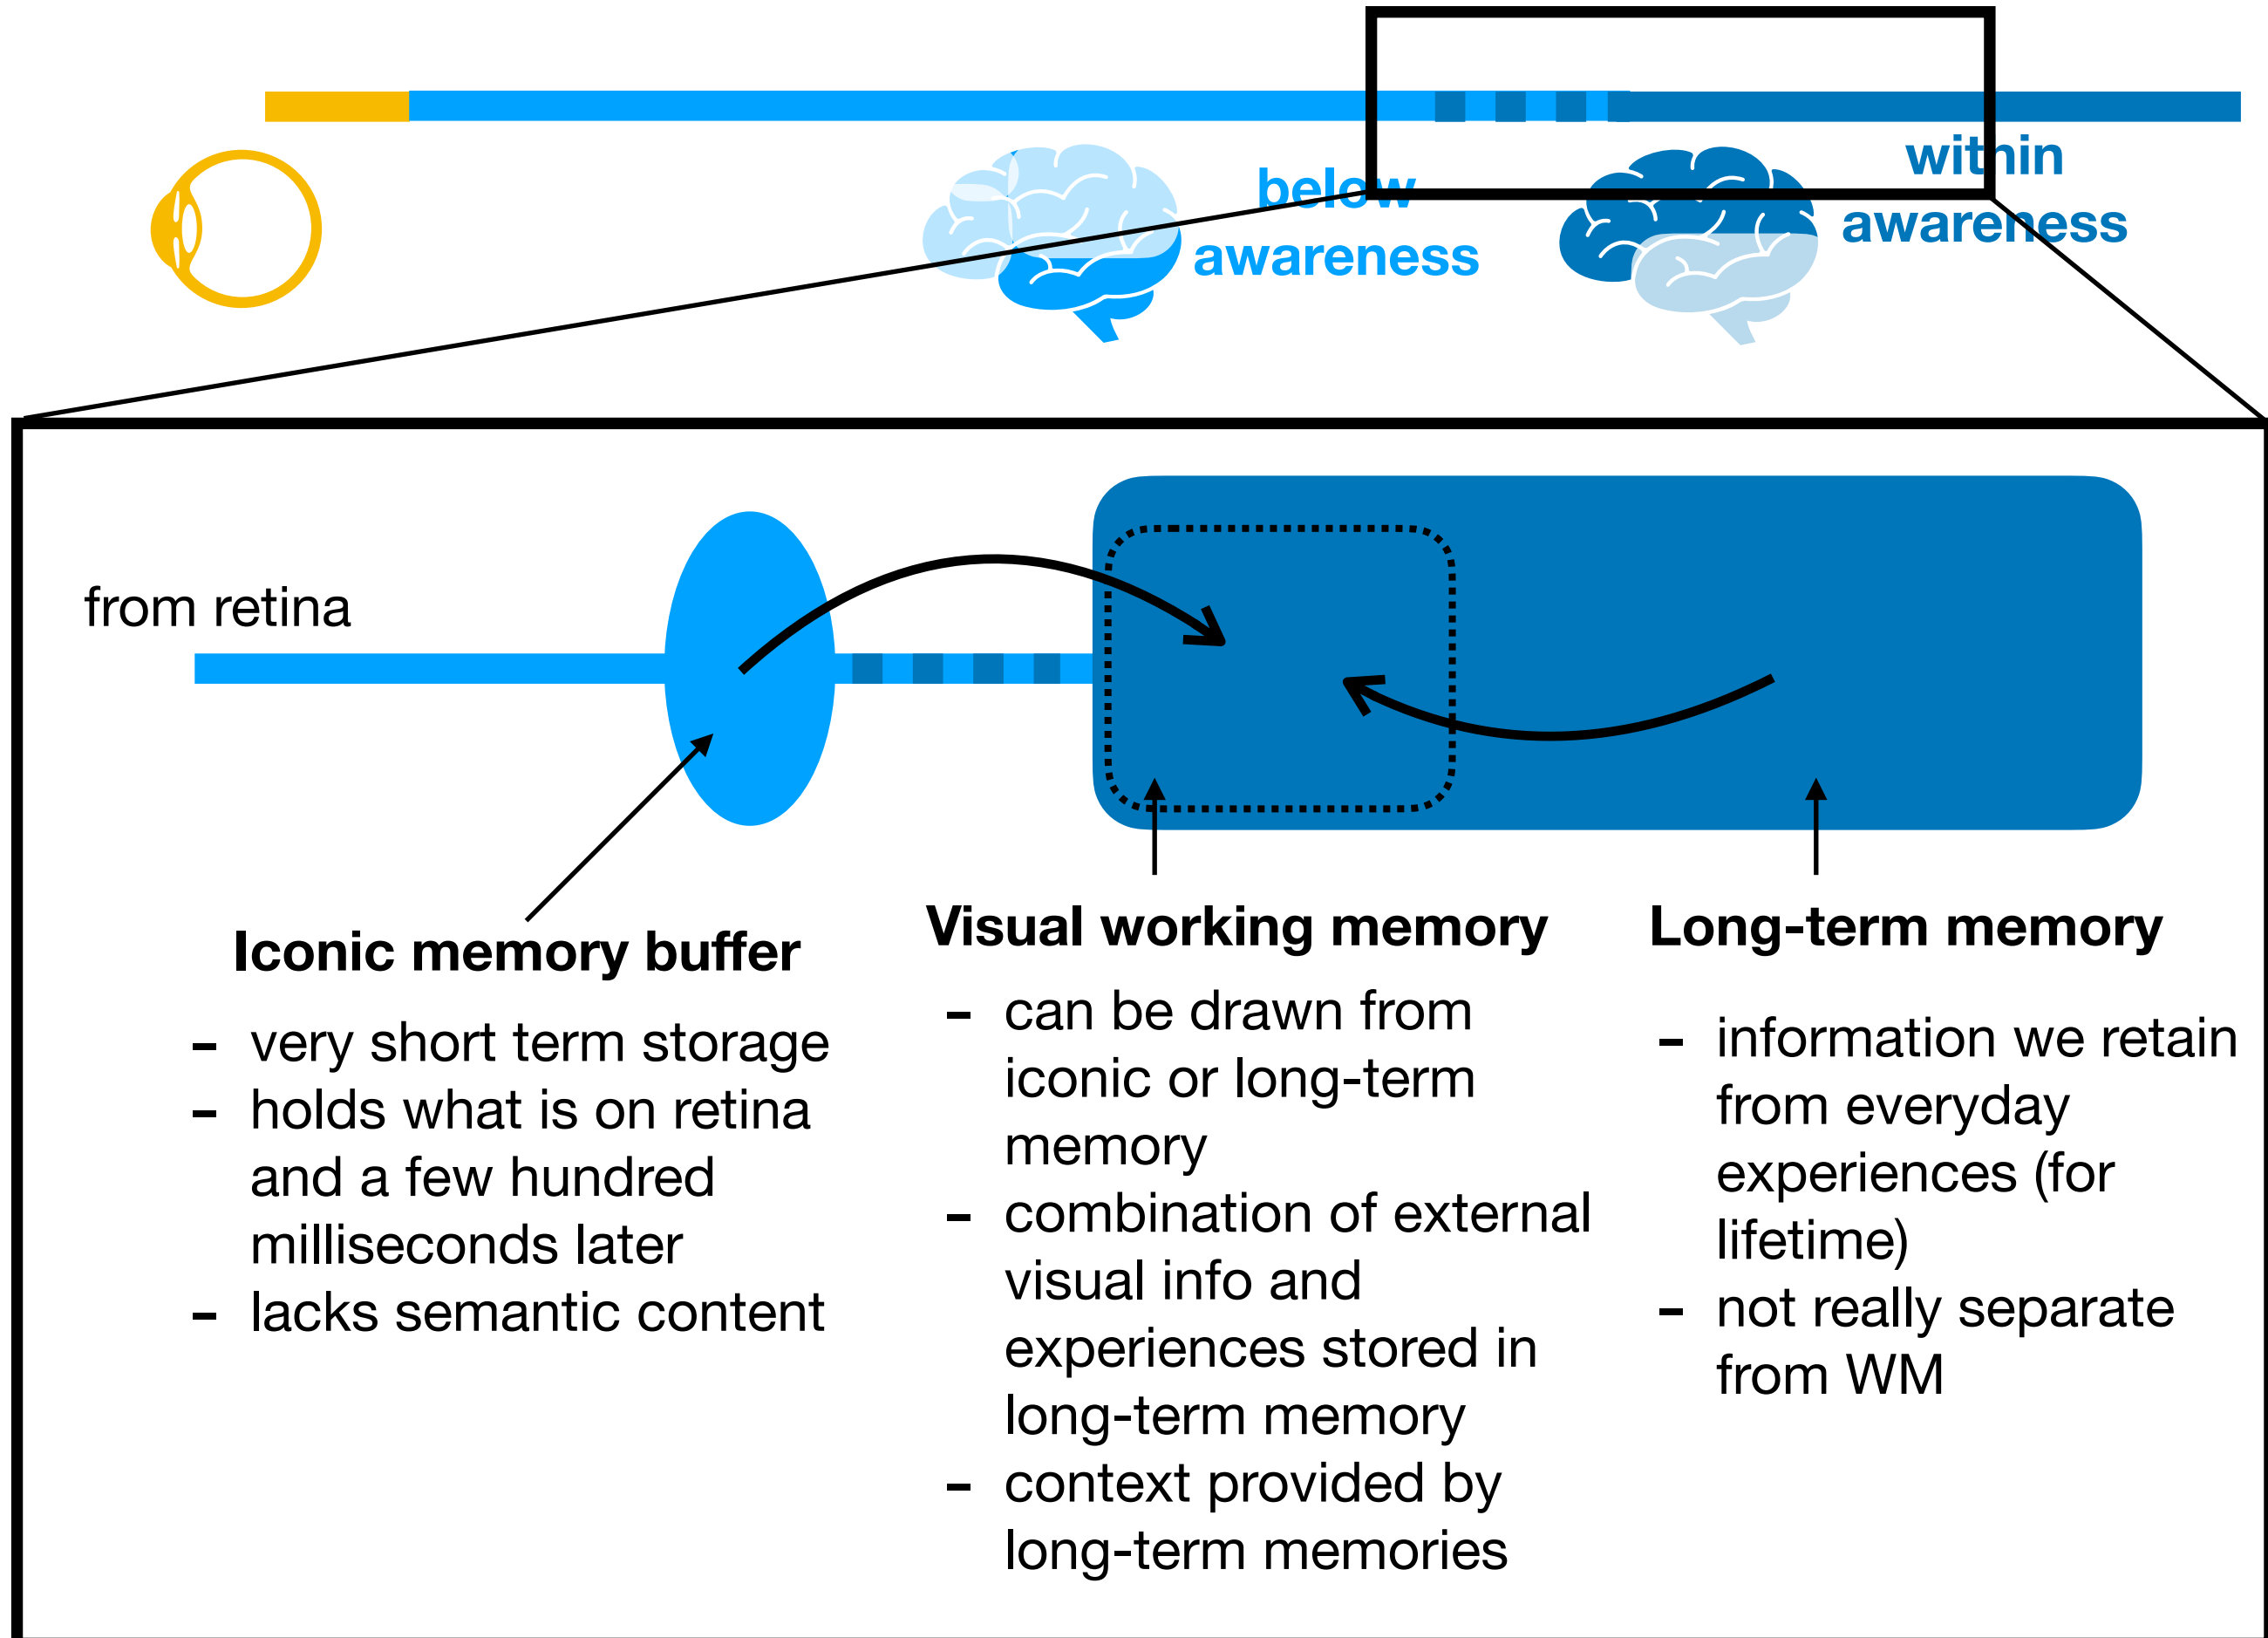 below
awareness
within
awareness
from retina
Iconic memory buffer
- very short term storage
- holds what is on retina
and a few hundred
milliseconds later
- lacks semantic content
Visual working memory
- can be drawn from
iconic or long-term
memory
- combination of external
visual info and
experiences stored in
long-term memory
- context provided by
long-term memories
Long-term memory
- information we retain
from everyday
experiences (for
lifetime)
- not really separate
from WM